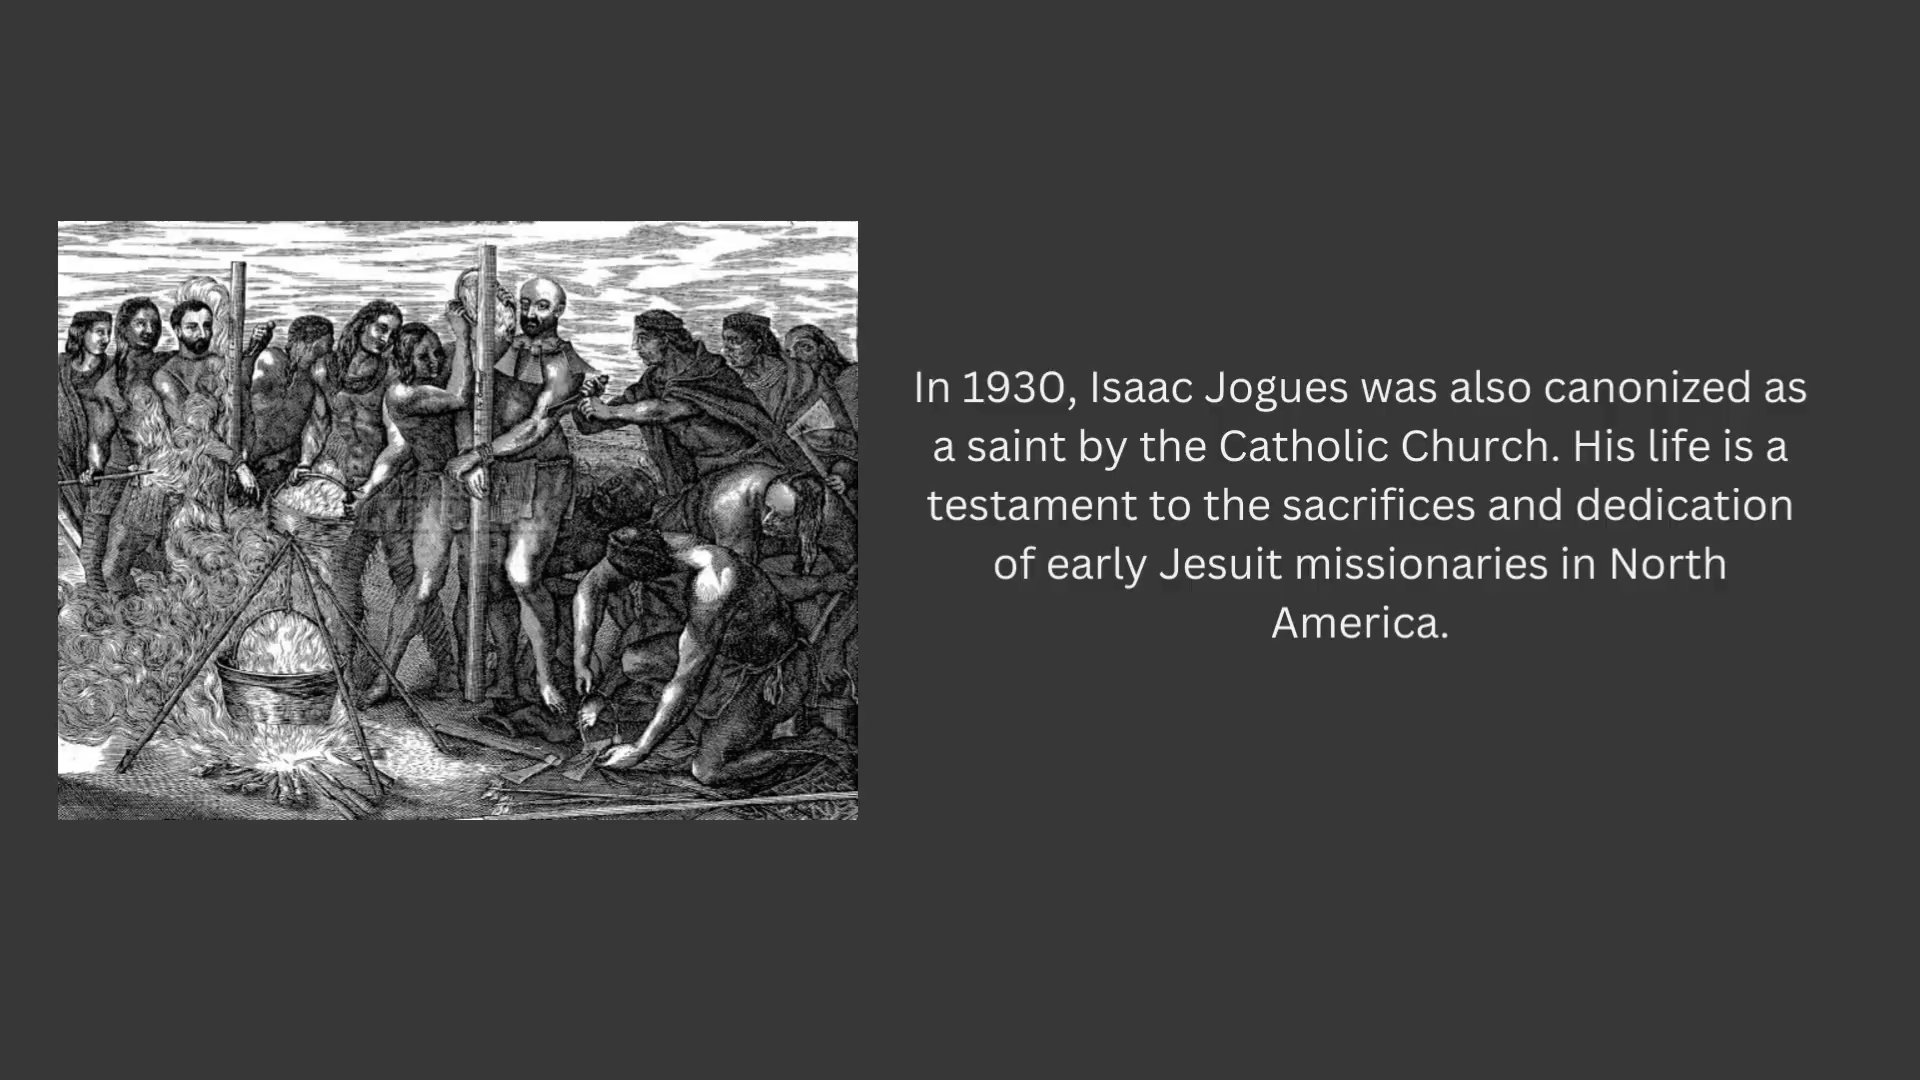 In 1930, Isaac Jogues was also canonized as
a saint by the Catholic Church. His life is a
testament to the sacrifices and dedication
of early Jesuit missionaries in North
America.